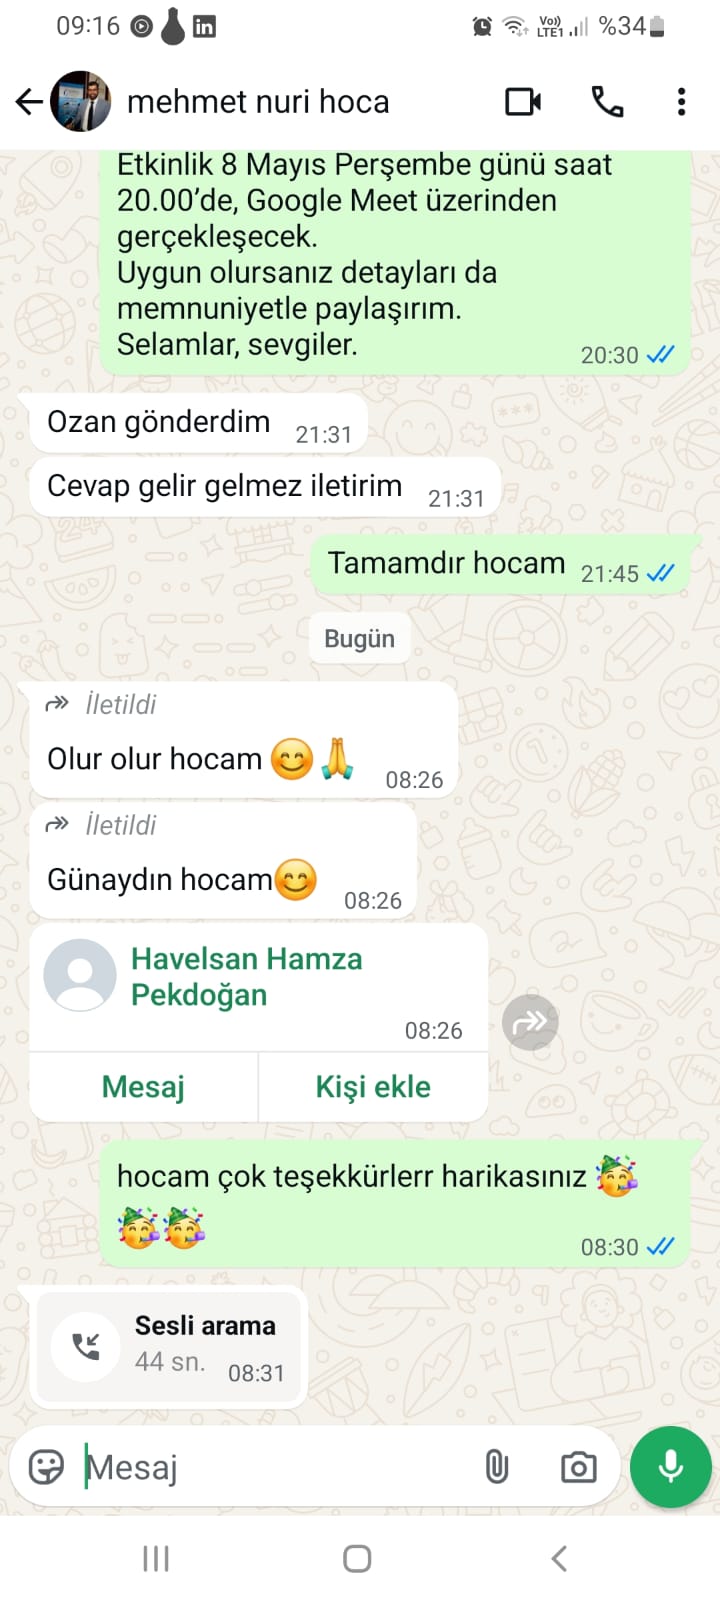 09:16
Vo))
LTE1
%34
mehmet nuri hoca
Etkinlik 8 Mayıs Perşembe günü saat
20.00’de, Google Meet üzerinden
gerçekleşecek.
Uygun olursanız detayları da
memnuniyetle paylaşırım.
Selamlar, sevgiler.
20:30
Ozan gönderdim
21:31
Cevap gelir gelmez iletirim
21:31
Tamamdır hocam
21:45
Bugün
İletildi
Olur olur hocam 😊🙏
08:26
İletildi
Günaydın hocam😊
08:26
Havelsan Hamza
Pekdoğan
08:26
Mesaj
Kişi ekle
hocam çok teşekkürlerr harikasınız 🥳
🥳🥳
08:30
Sesli arama
44 sn.
08:31
Mesaj